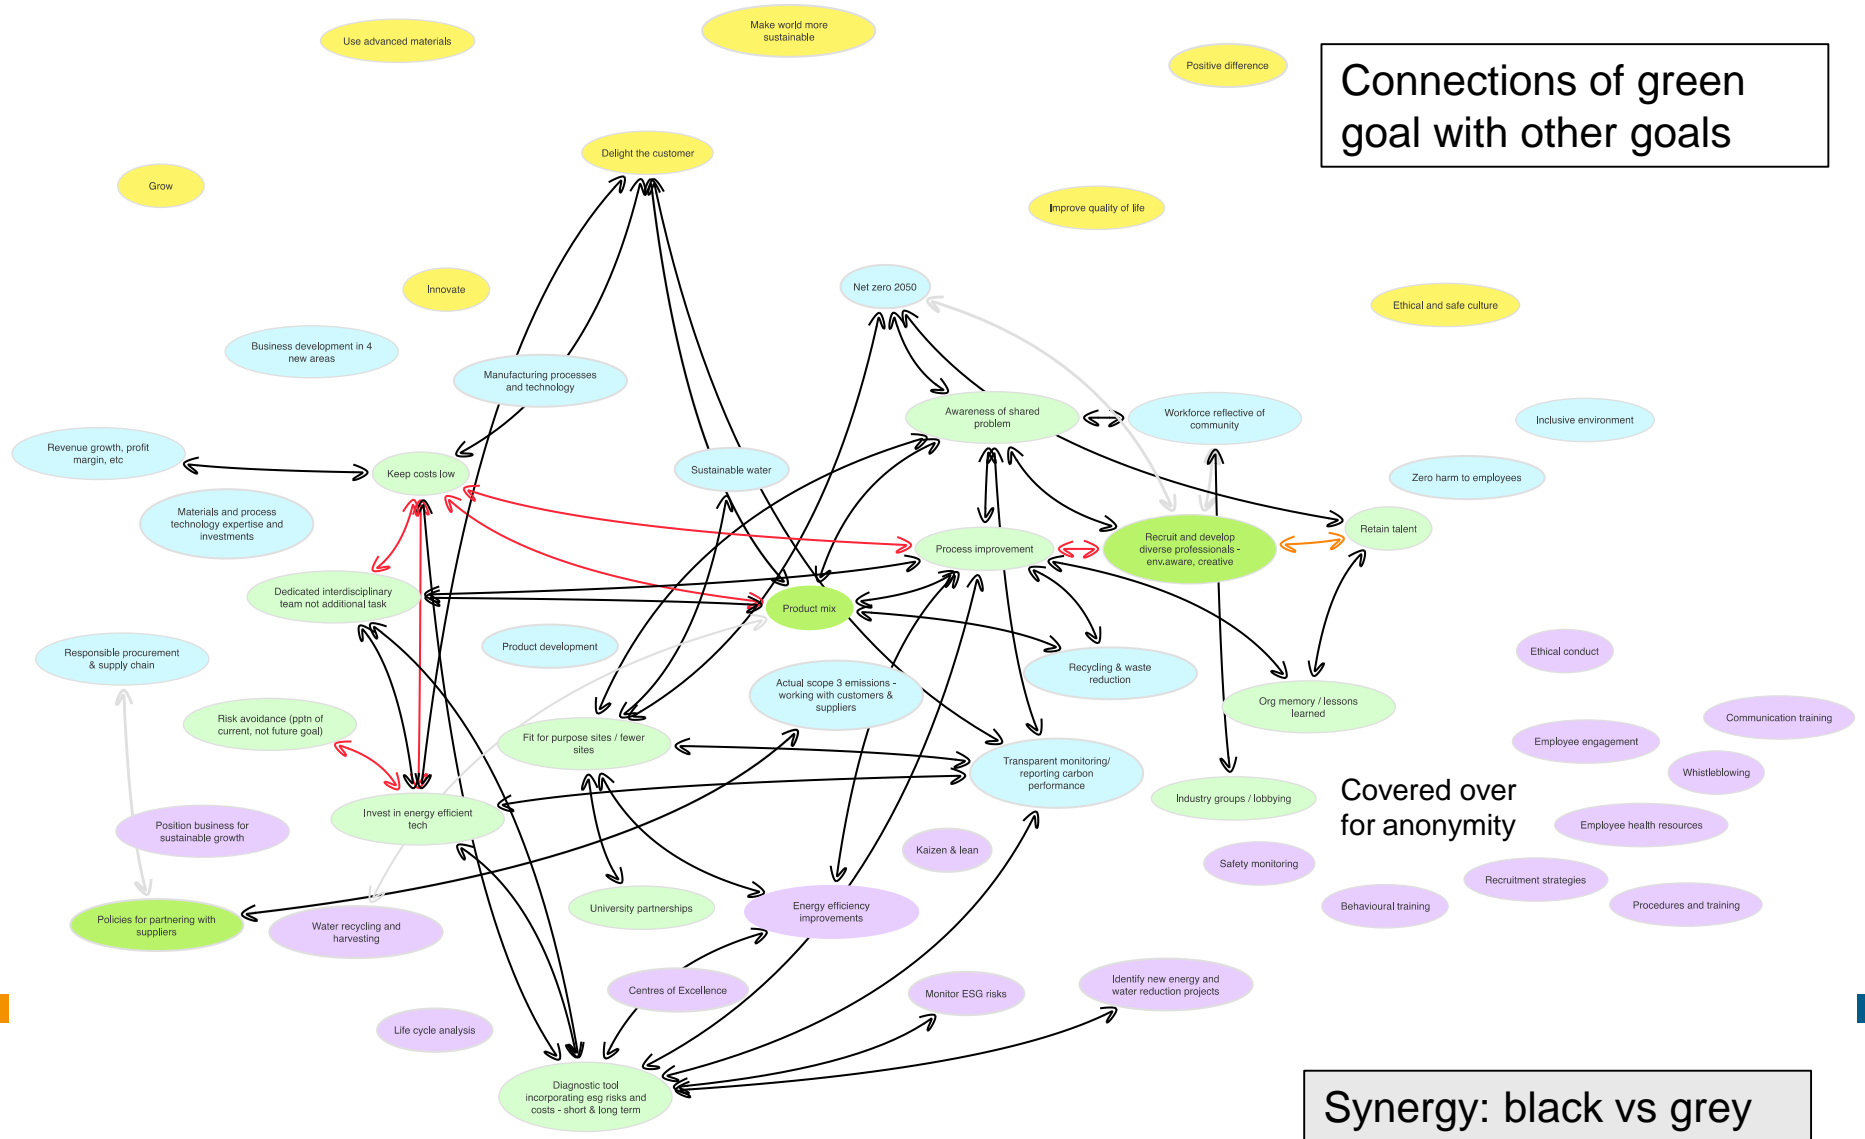 Make world more
sustainable
Use advanced materials
Positive difference
Connections of green
goal with other goals
Delight the customer
Grow
Improve quality of life
Innovate
Net zero 2050
Ethical and safe culture
Business development in 4
new areas
Manufacturing processes
and technology
Awareness of shared
problem
Workforce reflective of
community
Inclusive environment
Revenue growth, profit
margin, etc
Keep costs low
Sustainable water
Zero harm to employees
Materials and process
technology expertise and
investments
Retain talent
Process improvement
Recruit and develop
diverse professionals -
env.aware, creative
Dedicated interdisciplinary
team not additional task
Product mix
Product development
Responsible procurement
& supply chain
Recycling & waste
reduction
Ethical conduct
Actual scope 3 emissions -
working with customers &
suppliers
Org memory / lessons
learned
Risk avoidance (pptn of
current, not future goal)
Fit for purpose sites / fewer
sites
Communication training
Employee engagement
Transparent monitoring/
reporting carbon
performance
Whistleblowing
Industry groups / lobbying
Covered over
for anonymity
Invest in energy efficient
tech
Position business for
sustainable growth
Employee health resources
Kaizen & lean
Safety monitoring
Recruitment strategies
University partnerships
Energy efficiency
improvements
Behavioural training
Procedures and training
Policies for partnering with
suppliers
Water recycling and
harvesting
Centres of Excellence
Monitor ESG risks
Identify new energy and
water reduction projects
Life cycle analysis
Diagnostic tool
incorporating esg risks and
costs - short & long term
Synergy: black vs grey